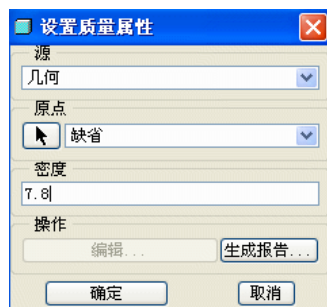 设置质量属性
源
几何
原点
缺省
密度
7.8
操作
编辑... 生成报告...
确定 取消